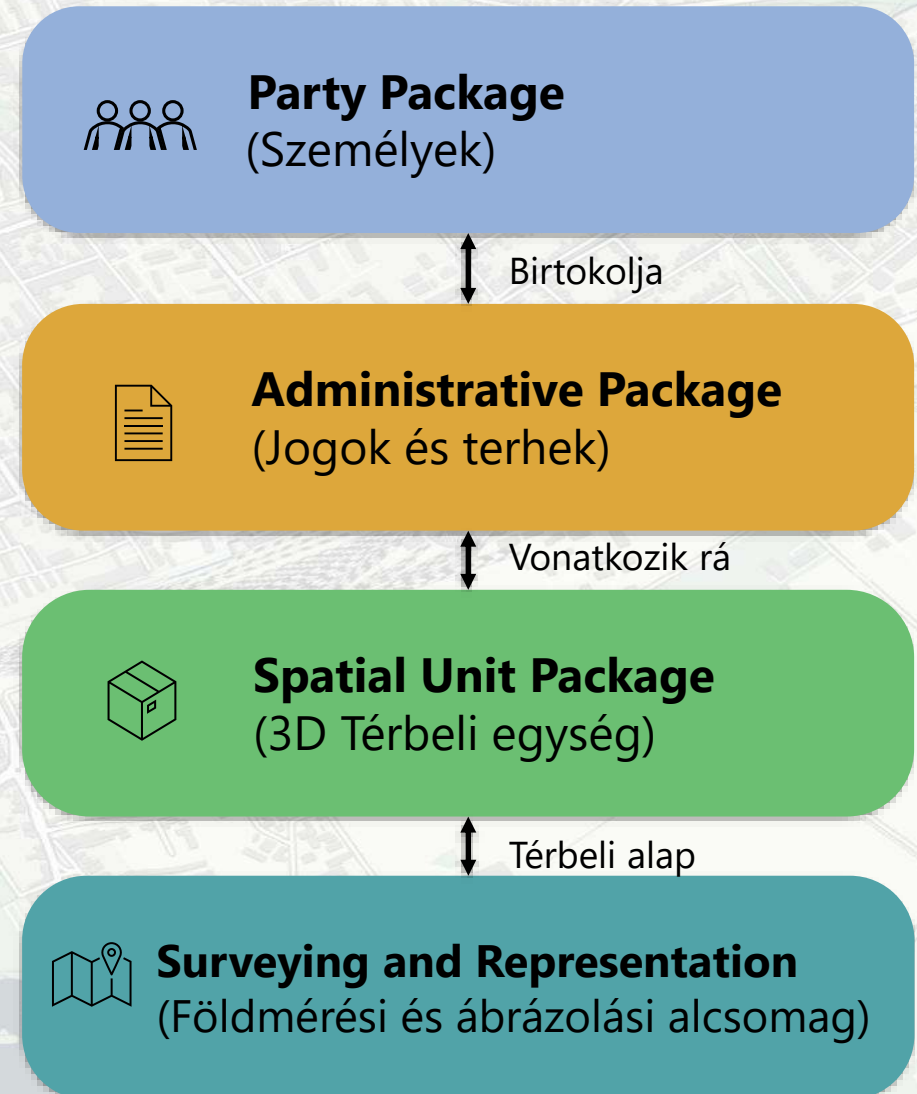 Party Package
(Személyek)
Birtokolja
Administrative Package
(Jogok és terhek)
Vonatkozik rá
Spatial Unit Package
(3D Térbeli egység)
Térbeli alap
Surveying and Representation
(Földmérési és ábrázolási alcsomag)